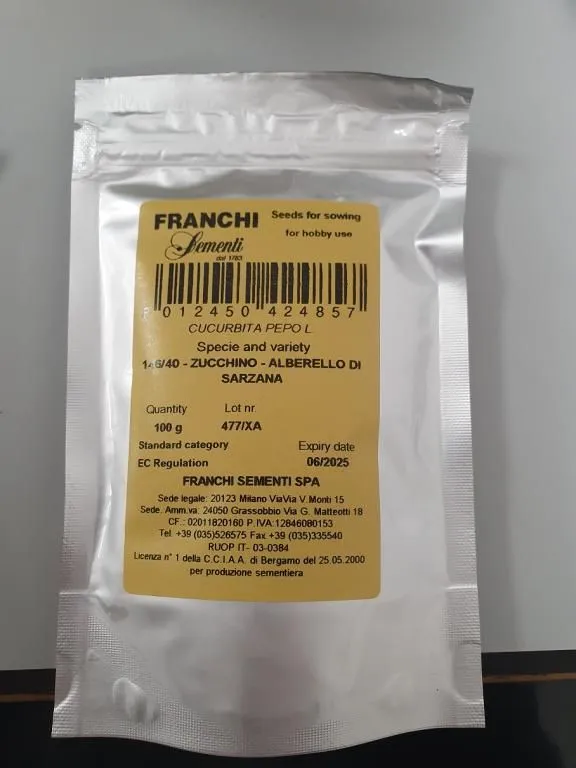 FRANCHI
Seeds for sowing
for hobby use
Sementi
dal 1783
012450 424857
CUCURBITA PEPO L
Specie and variety
146/40 - ZUCCHINO - ALBERELLO DI
SARZANA
Quantity Lot nr.
100 g 477/XA
Standard category Expiry date
EC Regulation 06/2025
FRANCHI SEMENTI SPA
Sede legale: 20123 Milano ViaVia V.Monti 15
Sede. Amm.va: 24050 Grassobbio Via G. Matteotti 18
CF.: 02011820160 P.IVA:12846080153
Tel. +39 (035)526575 Fax +39 (035)335540
RUOP IT- 03-0384
Licenza n° 1 della C.C.I.A.A. di Bergamo del 25.05.2000
per produzione sementiera